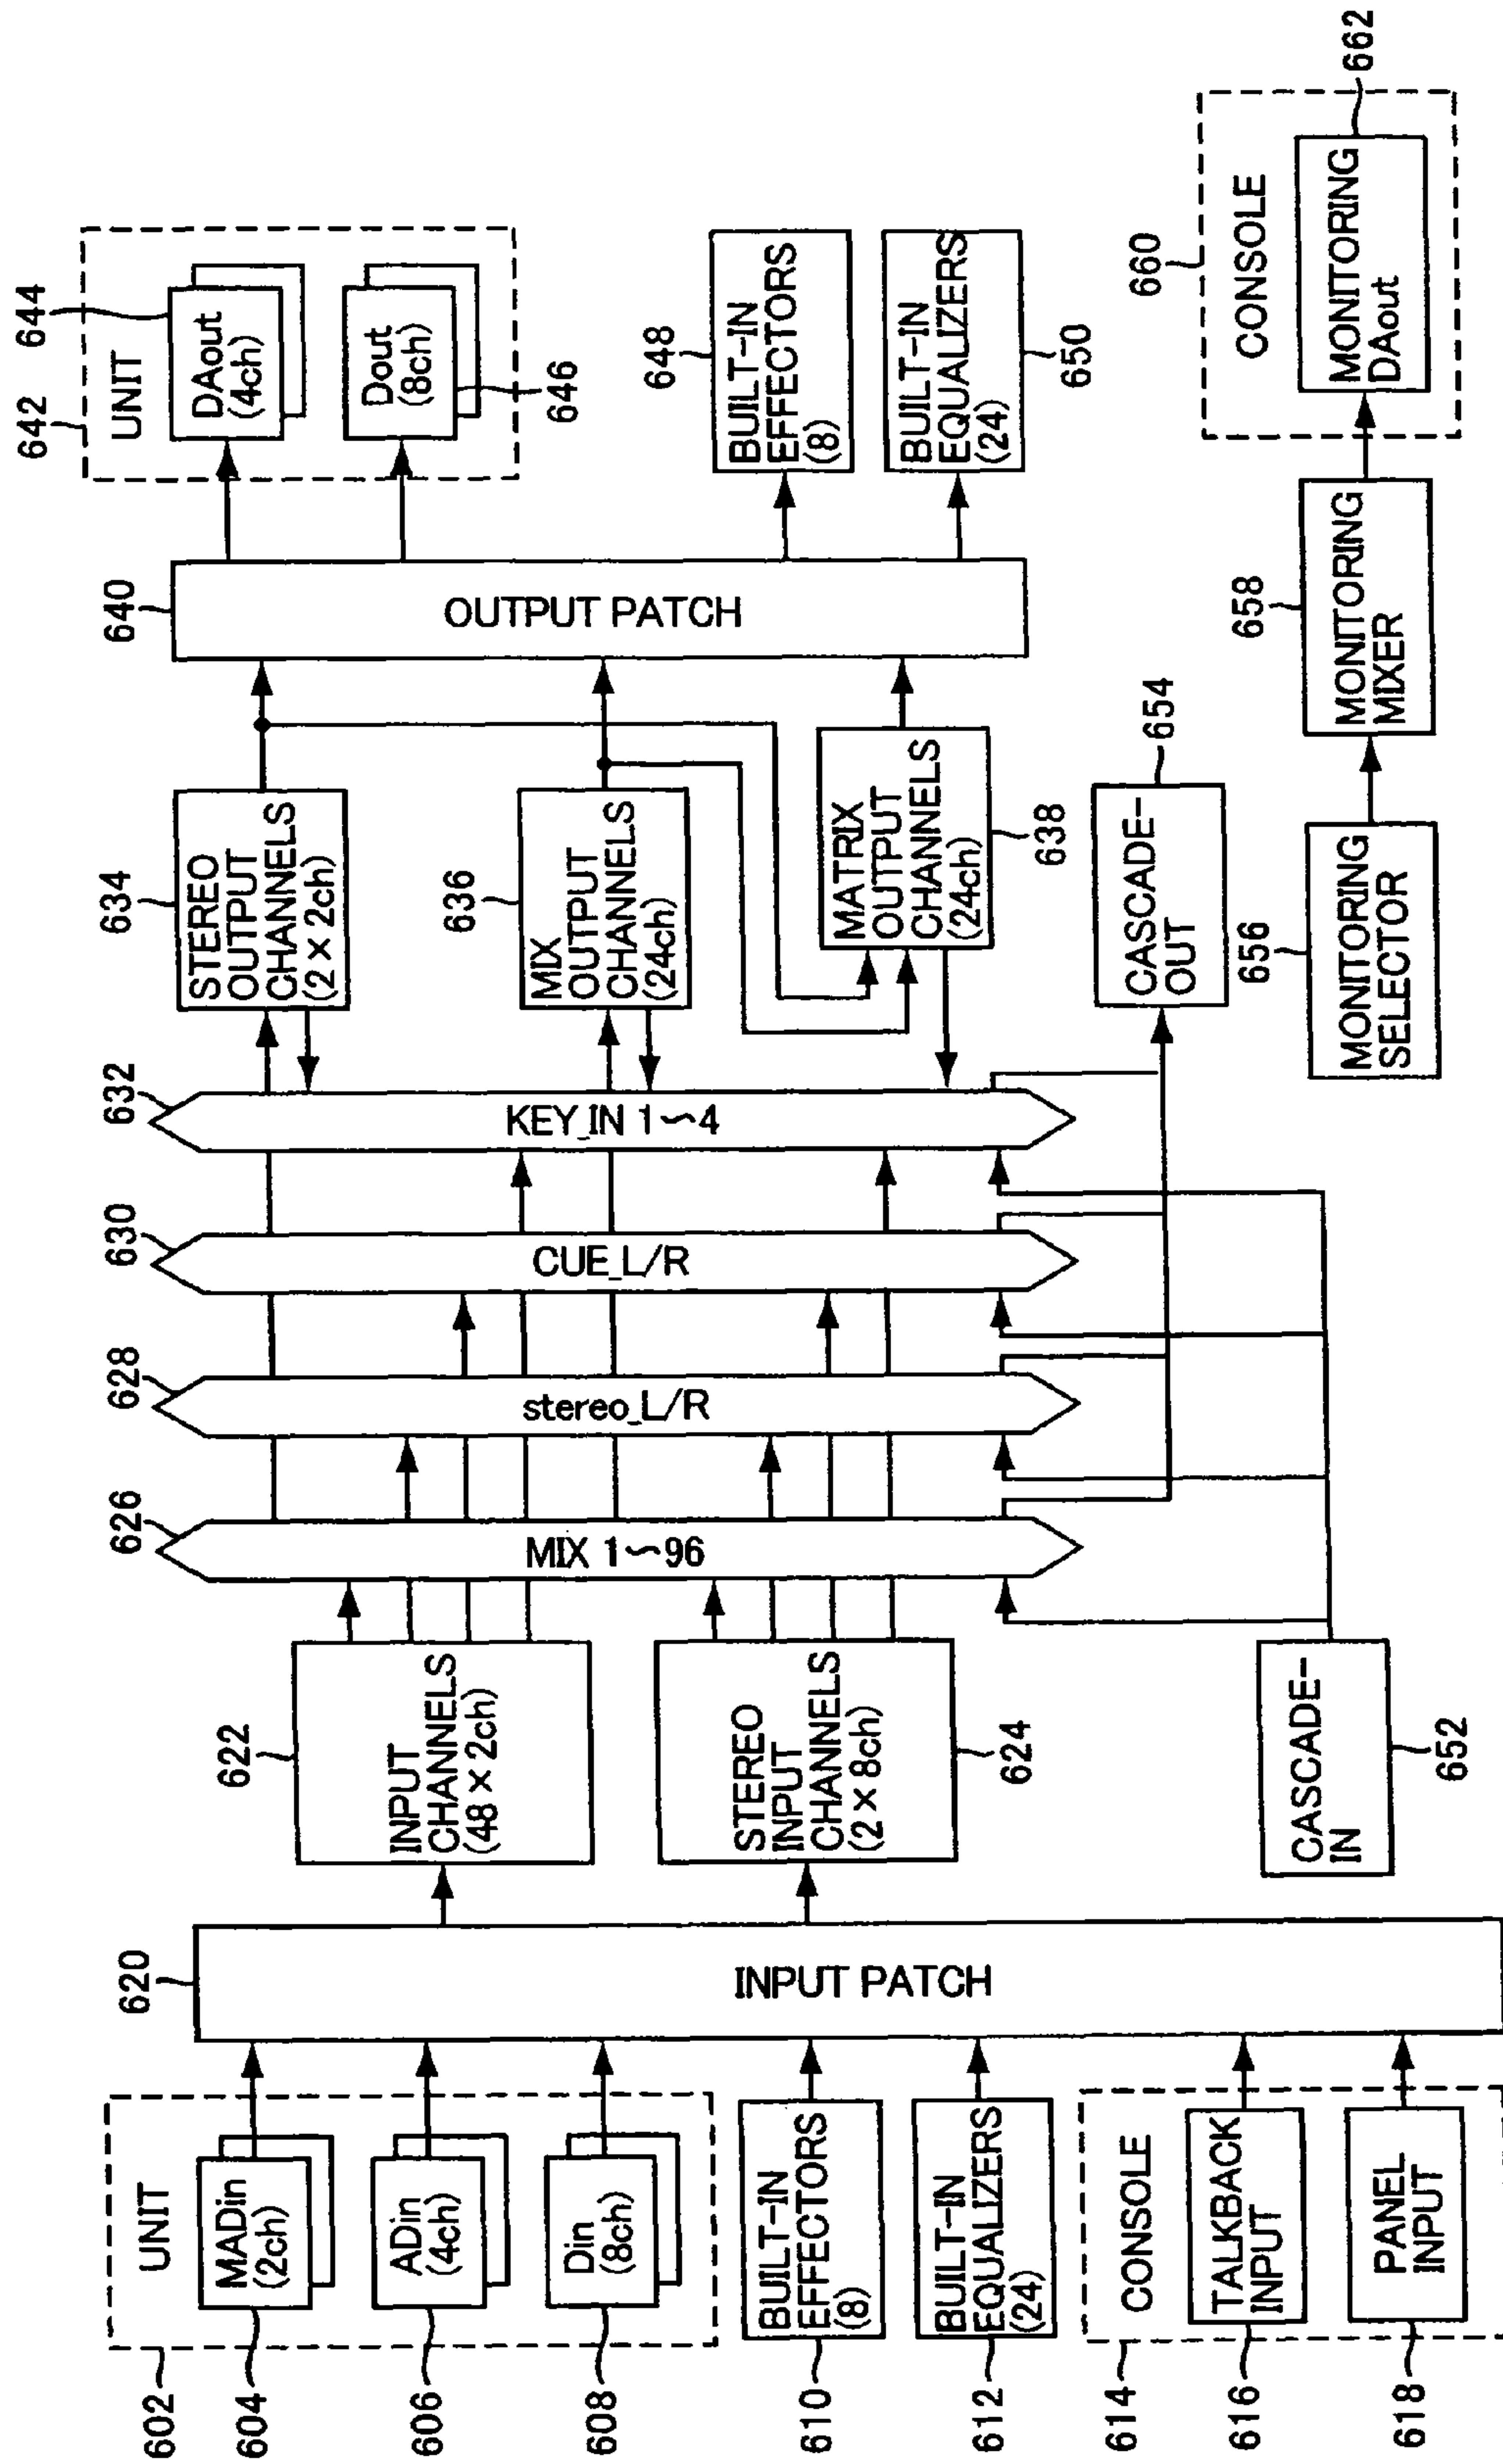 602
UNIT
604
MADin
(2ch)
606
ADin
(4ch)
608
Din
(8ch)
610
BUILT-IN
EFFECTORS
(8)
612
BUILT-IN
EQUALIZERS
(24)
614
CONSOLE
616
TALKBACK
INPUT
618
PANEL
INPUT
620
INPUT PATCH
622
INPUT
CHANNELS
(48×2ch)
624
STEREO
INPUT
CHANNELS
(2×8ch)
652
CASCADE-
IN
626
MIX 1~96
628
stereo_L/R
630
CUE_L/R
632
KEY_IN 1~4
634
STEREO
OUTPUT
CHANNELS
(2×2ch)
636
MIX
OUTPUT
CHANNELS
(24ch)
638
MATRIX
OUTPUT
CHANNELS
(24ch)
654
CASCADE-
OUT
640
OUTPUT PATCH
642
UNIT
644
DAout
(4ch)
646
Dout
(8ch)
648
BUILT-IN
EFFECTORS
(8)
650
BUILT-IN
EQUALIZERS
(24)
656
MONITORING
SELECTOR
658
MONITORING
MIXER
660
CONSOLE
662
MONITORING
DAout